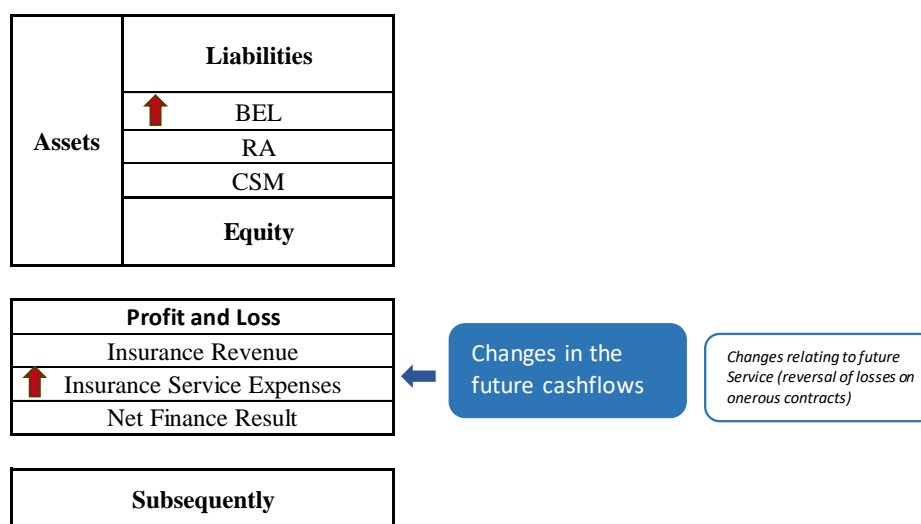 Liabilities
BEL
Assets
RA
CSM
Equity
Profit and Loss
Insurance Revenue
Insurance Service Expenses
Net Finance Result
Changes in the
future cashflows
Changes relating to future
Service (reversal of losses on
onerous contracts)
Subsequently